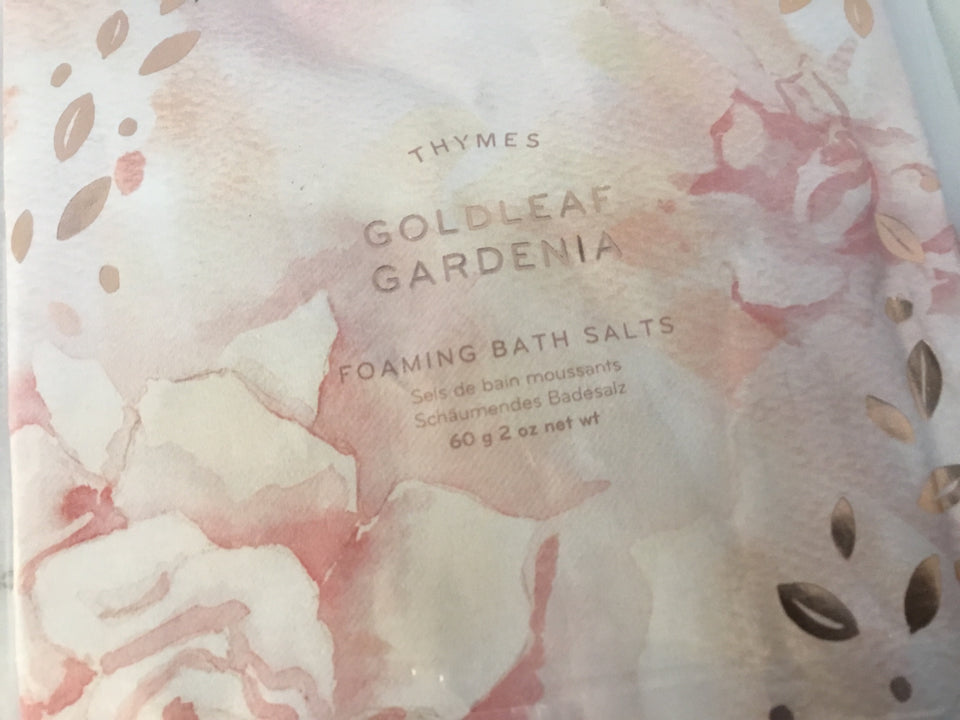 THYMES
GOLDLEAF
GARDENIA
FOAMING BATH SALTS
Sels de bain moussants
Schäumendes Badesalz
60 g 2 oz net wt